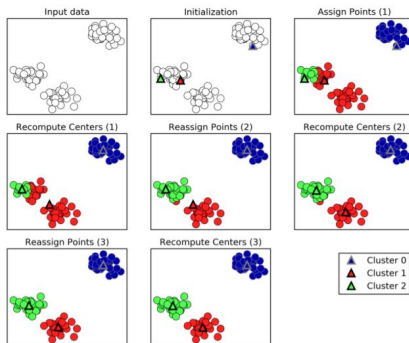 Input data
Initialization
Assign Points (1)
Recompute Centers (1)
Reassign Points (2)
Recompute Centers (2)
Reassign Points (3)
Recompute Centers (3)
Cluster 0
Cluster 1
Cluster 2